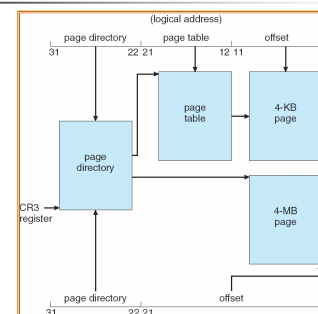 (logical address)
page directory page table offset
31 22 21 12 11
page table
4-KB page
page directory
CR3 register
4-MB page
page directory offset
31 22 21